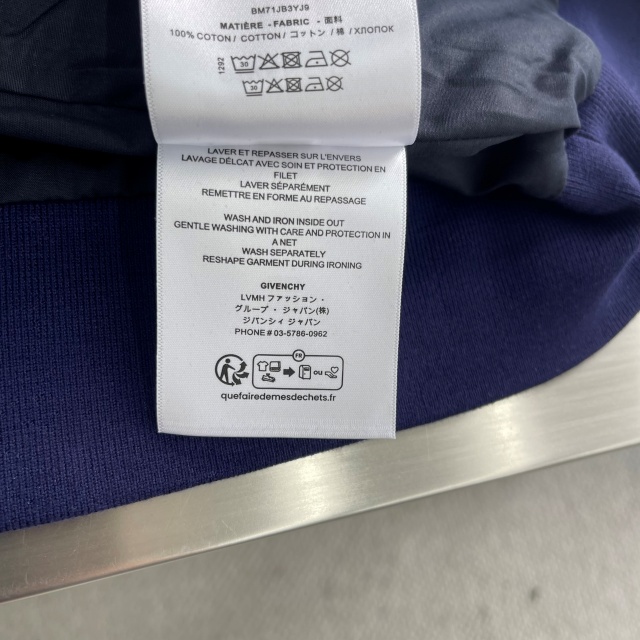 BM71JB3YJ9
MATIÈRE - FABRIC - 面料
100% COTON / COTTON / コットン / 棉 / ХЛОПОК
1292
30
30
LAVER ET REPASSER SUR L'ENVERS
LAVAGE DÉLCAT AVEC SOIN ET PROTECTION EN
FILET
LAVER SÉPARÉMENT
REMETTRE EN FORME AU REPASSAGE
WASH AND IRON INSIDE OUT
GENTLE WASHING WITH CARE AND PROTECTION IN
A NET
WASH SEPARATELY
RESHAPE GARMENT DURING IRONING
GIVENCHY
LVMH ファッション・
グループ・ジャパン(株)
ジバンシィ ジャパン
PHONE # 03-5786-0962
FR
OU
quefairedemesdechets.fr